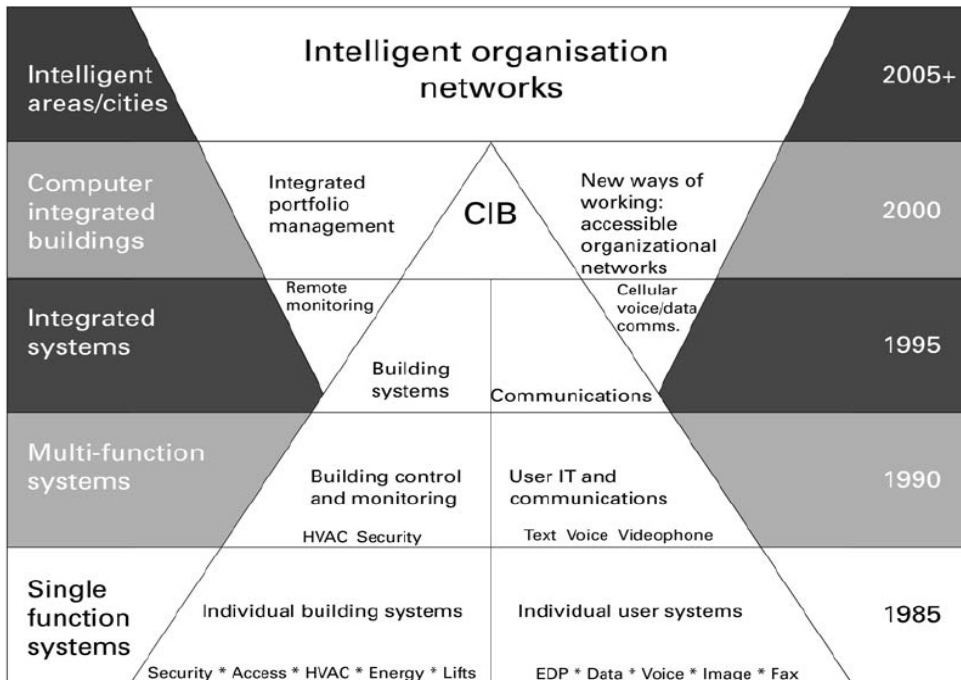 Intelligent
areas/cities
Intelligent organisation
networks
2005+
Computer
integrated
buildings
Integrated
portfolio
management
CIB
New ways of
working:
accessible
organizational
networks
2000
Integrated
systems
Remote
monitoring
Building
systems
Cellular
voice/data
comms.
Communications
1995
Multi-function
systems
Building control
and monitoring
HVAC Security
User IT and
communications
Text Voice Videophone
1990
Single
function
systems
Individual building systems
Security * Access * HVAC * Energy * Lifts
Individual user systems
EDP * Data * Voice * Image * Fax
1985